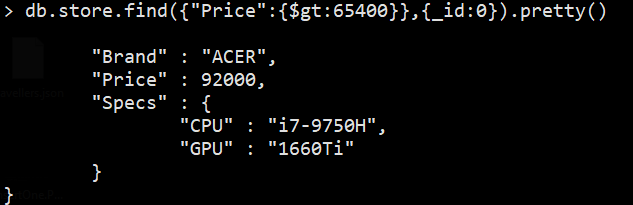 > db.store.find({"Price":{$gt:65400}},{_id:0}).pretty()
"Brand" : "ACER",
"Price" : 92000,
"Specs" : {
"CPU" : "i7-9750H",
"GPU" : "1660Ti"
}
}